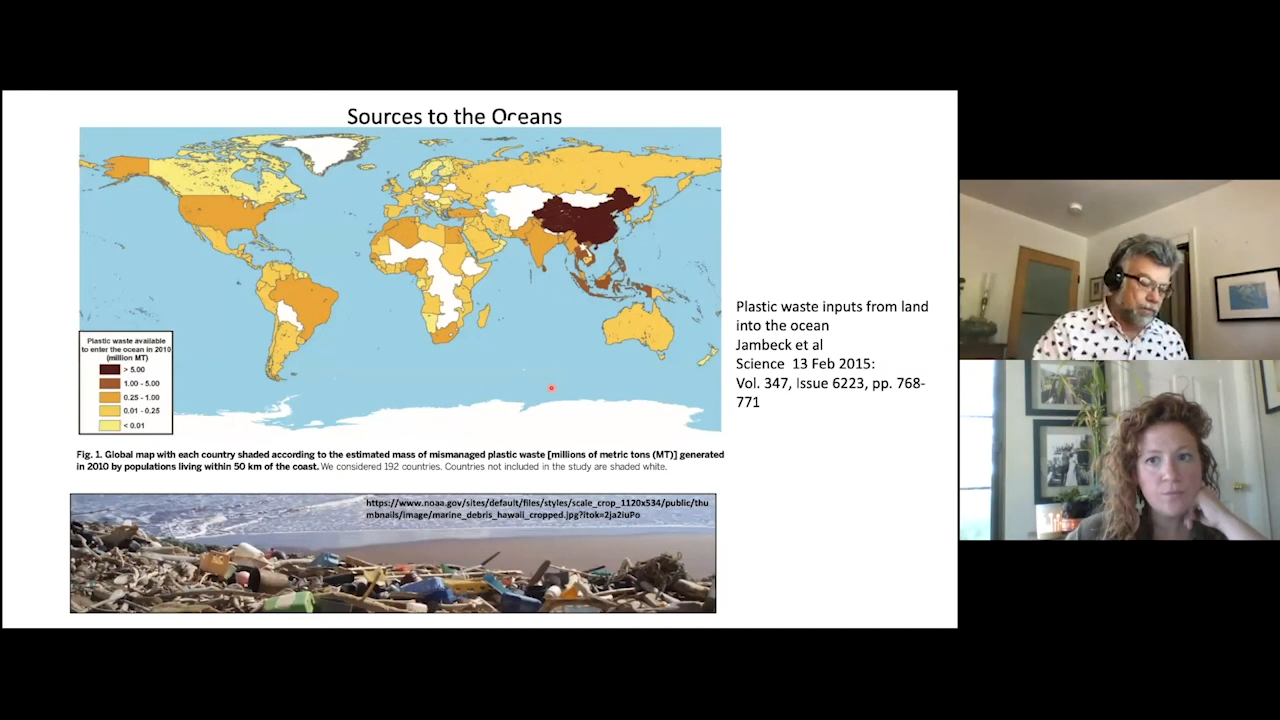 Sources to the Oceans
Plastic waste available
to enter the ocean in 2010
(million MT)
> 5.00
1.00 - 5.00
0.25 - 1.00
0.01 - 0.25
< 0.01
Plastic waste inputs from land
into the ocean
Jambeck et al
Science 13 Feb 2015:
Vol. 347, Issue 6223, pp. 768-
771
Fig. 1. Global map with each country shaded according to the estimated mass of mismanaged plastic waste [millions of metric tons (MT)] generated
in 2010 by populations living within 50 km of the coast. We considered 192 countries. Countries not included in the study are shaded white.
https://www.noaa.gov/sites/default/files/styles/scale_crop_1120x534/public/thu
mbnails/image/marine_debris_hawaii_cropped.jpg?itok=2ja2iuPo